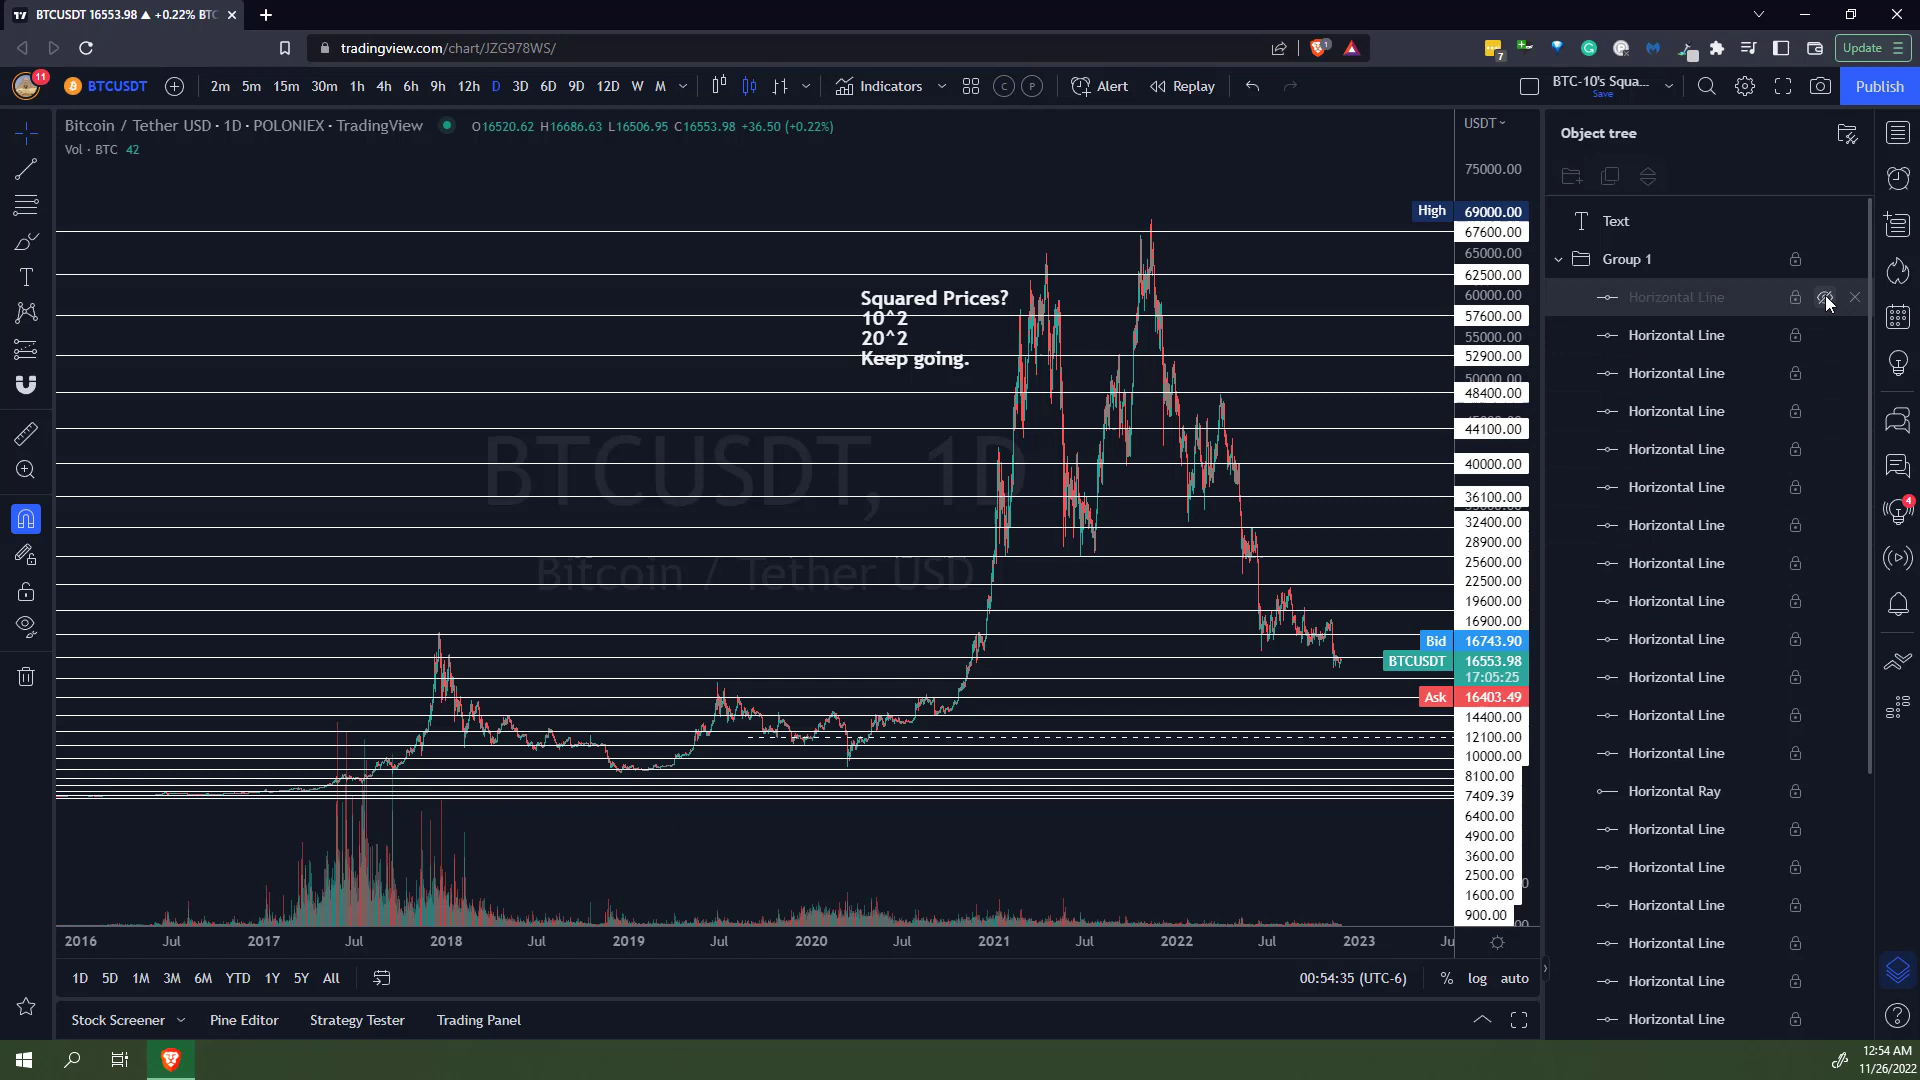 BTCUSDT 16553.98 ▲ +0.22% BTC
tradingview.com/chart/JZG978WS/
1
7
Update
11
BTCUSDT
2m 5m 15m 30m 1h 4h 6h 9h 12h D 3D 6D 9D 12D W M
Indicators
C P
Alert
Replay
BTC-10's Squa...
Save
Publish
Bitcoin / Tether USD · 1D · POLONIEX · TradingView
O16520.62 H16686.63 L16506.95 C16553.98 +36.50 (+0.22%)
Vol · BTC 42
USDT
75000.00
High 69000.00
67600.00
65000.00
62500.00
60000.00
57600.00
55000.00
52900.00
50000.00
48400.00
44100.00
40000.00
36100.00
32400.00
28900.00
25600.00
22500.00
19600.00
16900.00
Bid 16743.90
BTCUSDT 16553.98
17:05:25
Ask 16403.49
14400.00
12100.00
10000.00
8100.00
7409.39
6400.00
4900.00
3600.00
2500.00
1600.00
900.00
Squared Prices?
10^2
20^2
Keep going.
BTCUSDT, 1D
Bitcoin / Tether USD
2016 Jul 2017 Jul 2018 Jul 2019 Jul 2020 Jul 2021 Jul 2022 Jul 2023 Ju
1D 5D 1M 3M 6M YTD 1Y 5Y All
00:54:35 (UTC-6)
% log auto
Stock Screener
Pine Editor
Strategy Tester
Trading Panel
Object tree
Text
Group 1
Horizontal Line
Horizontal Line
Horizontal Line
Horizontal Line
Horizontal Line
Horizontal Line
Horizontal Line
Horizontal Line
Horizontal Line
Horizontal Line
Horizontal Line
Horizontal Line
Horizontal Line
Horizontal Ray
Horizontal Line
Horizontal Line
Horizontal Line
Horizontal Line
Horizontal Line
Horizontal Line
4
12:54 AM
11/26/2022